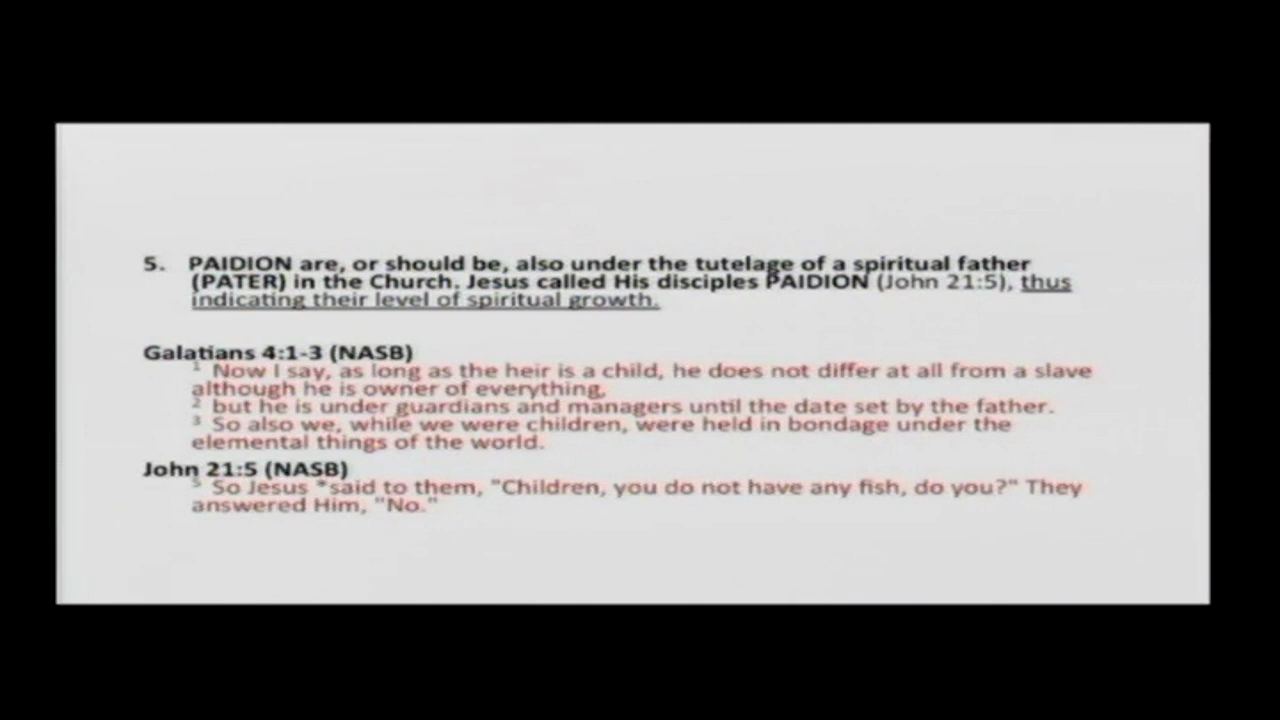 5. PAIDION are, or should be, also under the tutelage of a spiritual father
(PATER) in the Church. Jesus called His disciples PAIDION (John 21:5), thus
indicating their level of spiritual growth.
Galatians 4:1-3 (NASB)
1 Now I say, as long as the heir is a child, he does not differ at all from a slave
although he is owner of everything,
2 but he is under guardians and managers until the date set by the father.
3 So also we, while we were children, were held in bondage under the
elemental things of the world.
John 21:5 (NASB)
5 So Jesus *said to them, "Children, you do not have any fish, do you?" They
answered Him, "No."